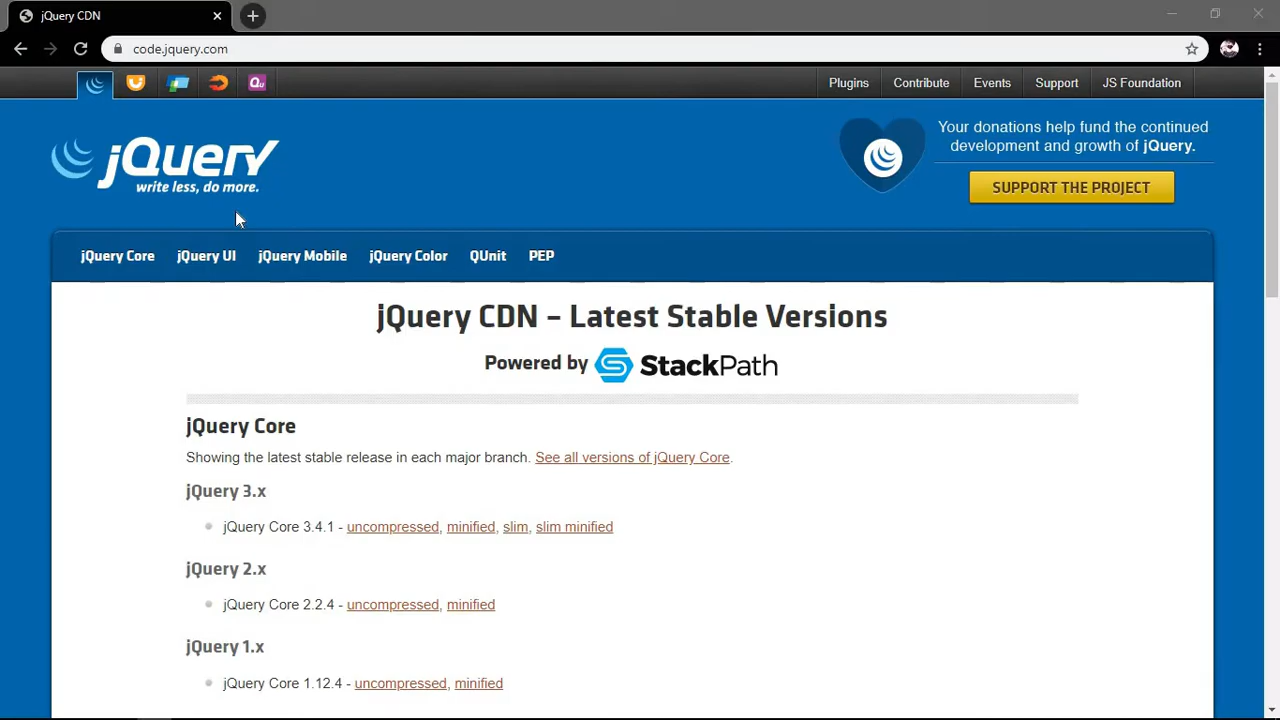 jQuery CDN
code.jquery.com
Qu
Plugins Contribute Events Support JS Foundation
jQuery
write less, do more.
Your donations help fund the continued
development and growth of jQuery.
SUPPORT THE PROJECT
jQuery Core jQuery UI jQuery Mobile jQuery Color QUnit PEP
jQuery CDN – Latest Stable Versions
Powered by StackPath
jQuery Core
Showing the latest stable release in each major branch. See all versions of jQuery Core.
jQuery 3.x
jQuery Core 3.4.1 - uncompressed, minified, slim, slim minified
jQuery 2.x
jQuery Core 2.2.4 - uncompressed, minified
jQuery 1.x
jQuery Core 1.12.4 - uncompressed, minified